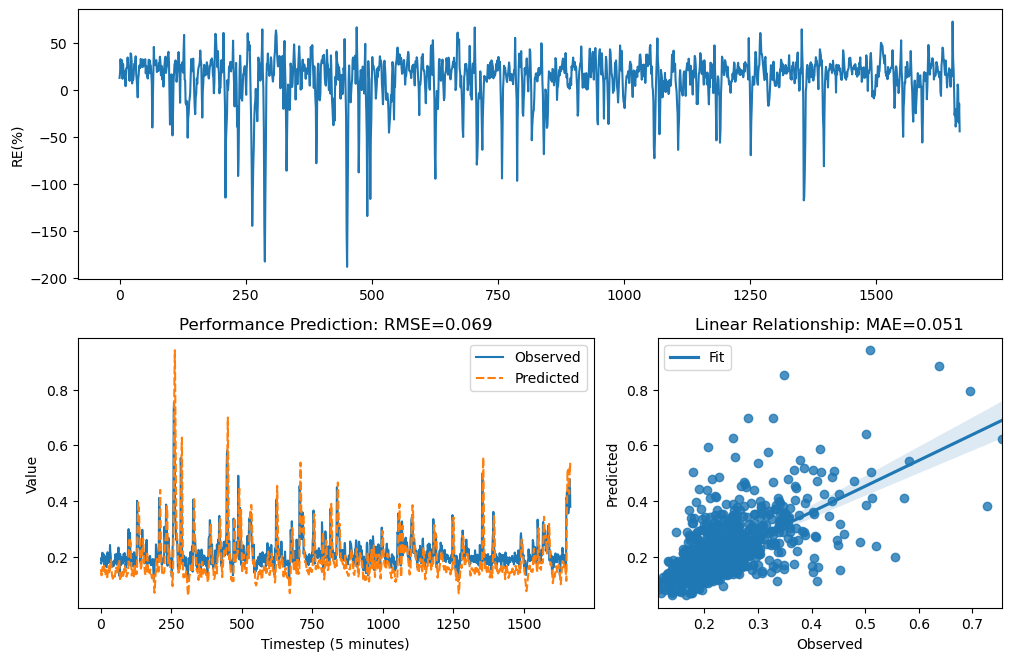 50
0
−50
−100
−150
−200
RE(%)
0 250 500 750 1000 1250 1500
Performance Prediction: RMSE=0.069
Observed
Predicted
0.8
0.6
0.4
0.2
Value
0 250 500 750 1000 1250 1500
Timestep (5 minutes)
Linear Relationship: MAE=0.051
Fit
0.8
0.6
0.4
0.2
Predicted
0.2 0.3 0.4 0.5 0.6 0.7
Observed